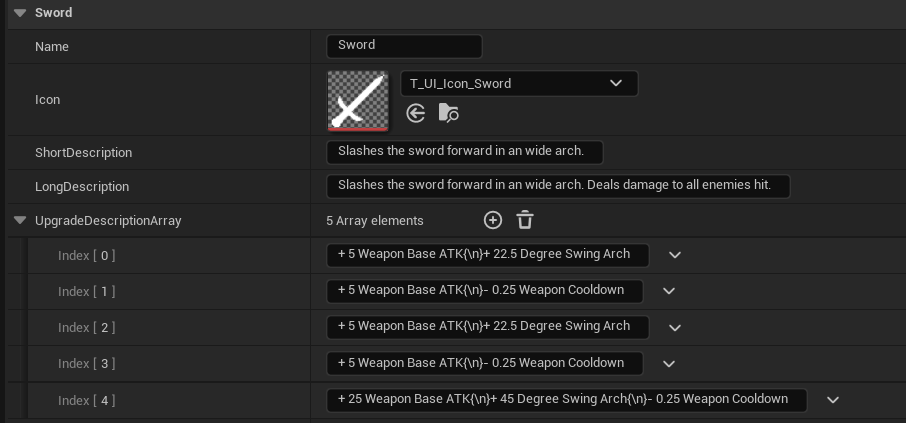 Sword
Name
Sword
Icon
T_UI_Icon_Sword
ShortDescription
Slashes the sword forward in an wide arch.
LongDescription
Slashes the sword forward in an wide arch. Deals damage to all enemies hit.
UpgradeDescriptionArray
5 Array elements
Index [ 0 ]
+ 5 Weapon Base ATK{\n}+ 22.5 Degree Swing Arch
Index [ 1 ]
+ 5 Weapon Base ATK{\n}- 0.25 Weapon Cooldown
Index [ 2 ]
+ 5 Weapon Base ATK{\n}+ 22.5 Degree Swing Arch
Index [ 3 ]
+ 5 Weapon Base ATK{\n}- 0.25 Weapon Cooldown
Index [ 4 ]
+ 25 Weapon Base ATK{\n}+ 45 Degree Swing Arch{\n}- 0.25 Weapon Cooldown